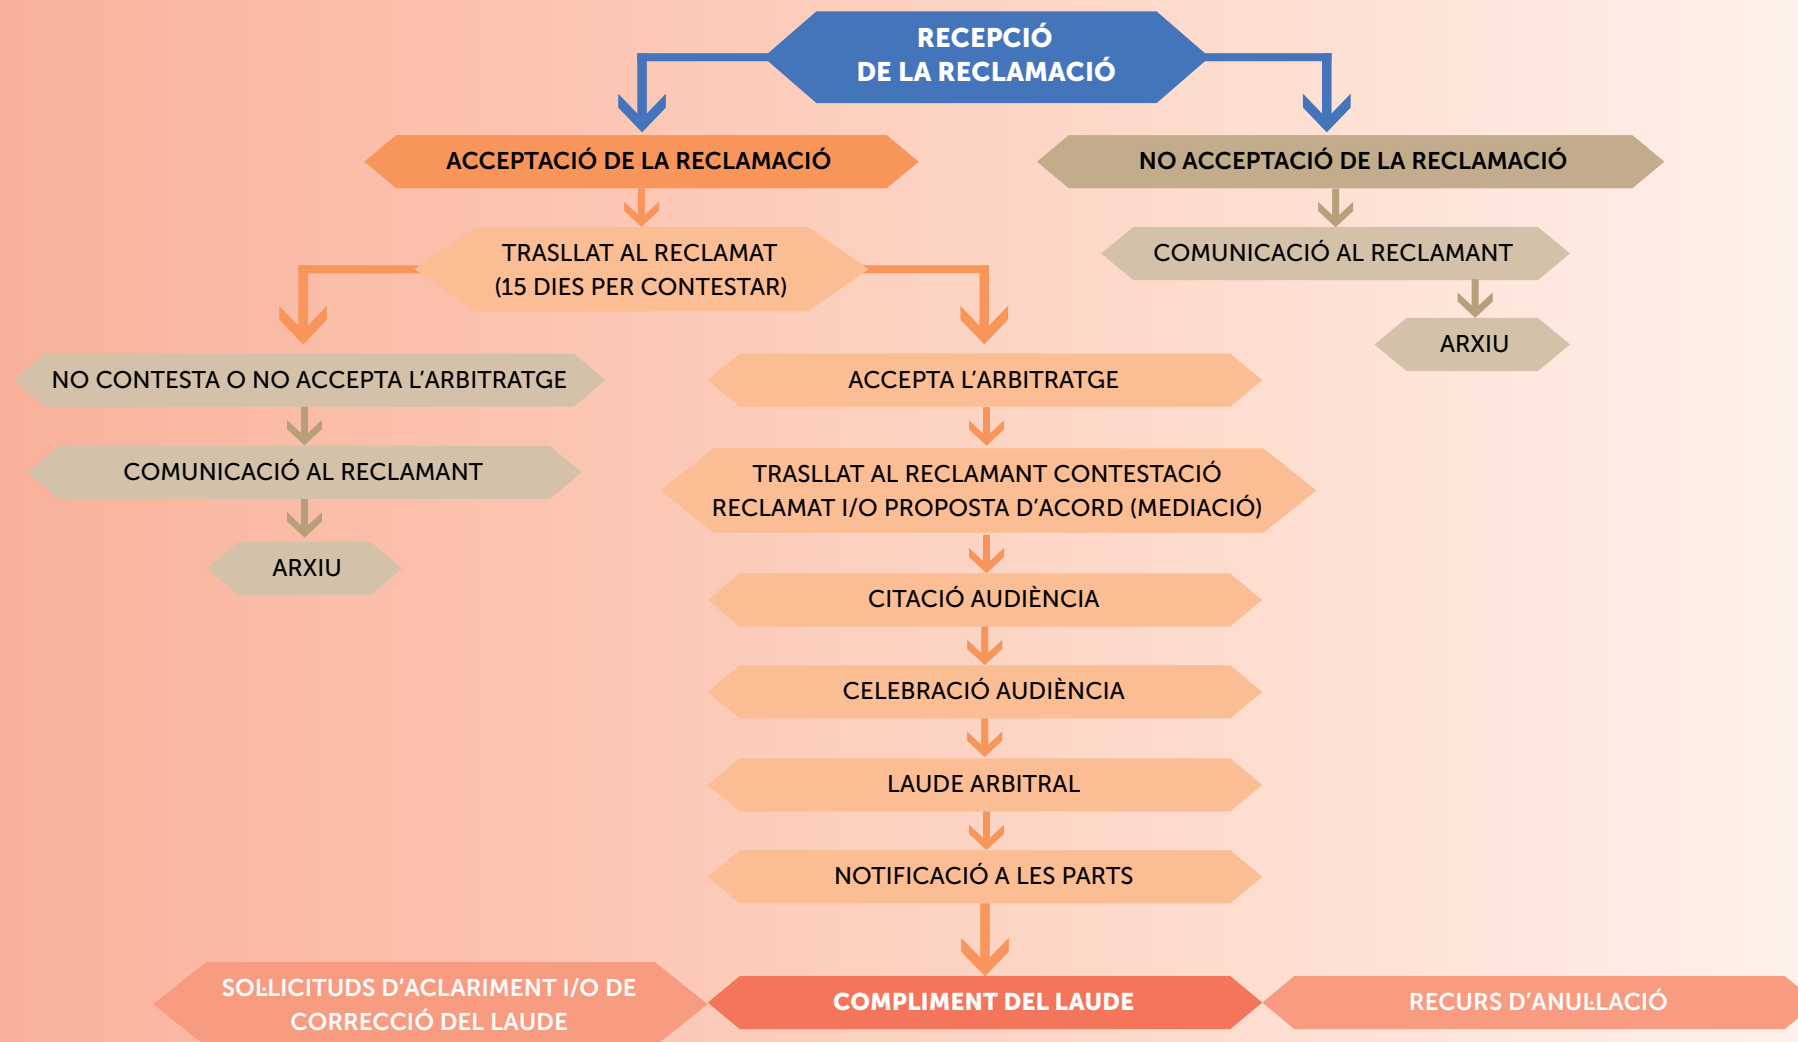 RECEPCIÓ
DE LA RECLAMACIÓ
ACCEPTACIÓ DE LA RECLAMACIÓ
NO ACCEPTACIÓ DE LA RECLAMACIÓ
TRASLLAT AL RECLAMAT
(15 DIES PER CONTESTAR)
COMUNICACIÓ AL RECLAMANT
ARXIU
NO CONTESTA O NO ACCEPTA L’ARBITRATGE
ACCEPTA L’ARBITRATGE
COMUNICACIÓ AL RECLAMANT
TRASLLAT AL RECLAMANT CONTESTACIÓ
RECLAMAT I/O PROPOSTA D’ACORD (MEDIACIÓ)
ARXIU
CITACIÓ AUDIÈNCIA
CELEBRACIÓ AUDIÈNCIA
LAUDE ARBITRAL
NOTIFICACIÓ A LES PARTS
SOL·LICITUDS D’ACLARIMENT I/O DE
CORRECCIÓ DEL LAUDE
COMPLIMENT DEL LAUDE
RECURS D’ANUL·LACIÓ